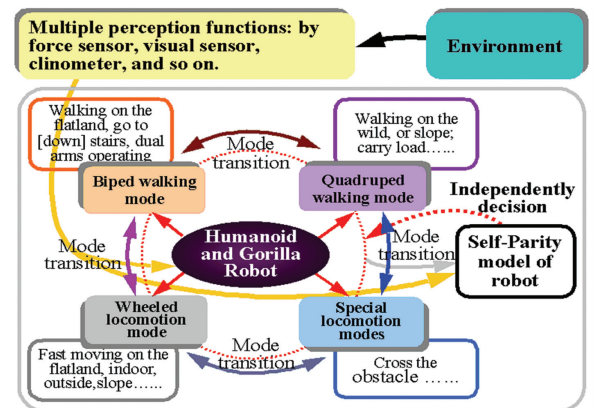 Multiple perception functions: by
force sensor, visual sensor,
clinometer, and so on.
Environment
Walking on the
flatland, go to
[down] stairs, dual
arms operating
Walking on the
wild, or slope;
carry load……
Mode
transition
Biped walking
mode
Quadruped
walking mode
Independently
decision
Mode
transition
Humanoid
and Gorilla
Robot
Mode
transition
Self-Parity
model of
robot
Wheeled
locomotion
mode
Special
locomotion
modes
Mode
transition
Fast moving on the
flatland, indoor,
outside,slope……
Cross the
obstacle ……